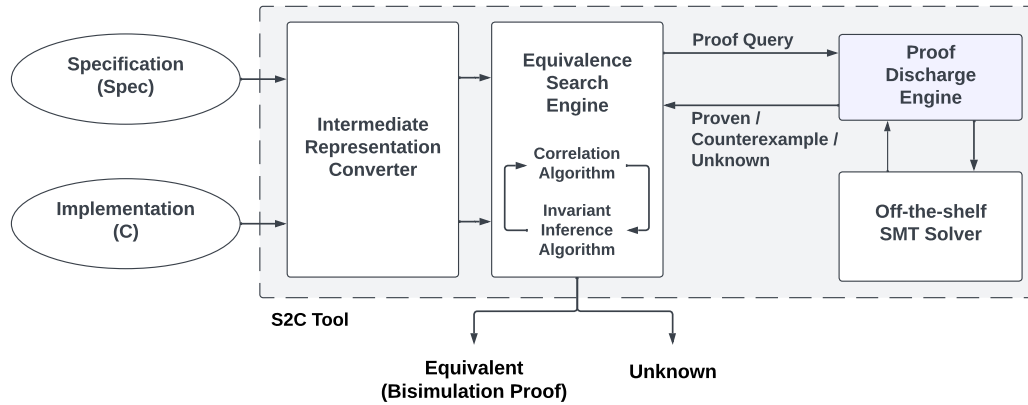 Specification
(Spec)
Implementation
(C)
Intermediate
Representation
Converter
Equivalence
Search
Engine
Correlation
Algorithm
Invariant
Inference
Algorithm
Proof Query
Proven /
Counterexample /
Unknown
Proof
Discharge
Engine
Off-the-shelf
SMT Solver
S2C Tool
Equivalent
(Bisimulation Proof)
Unknown